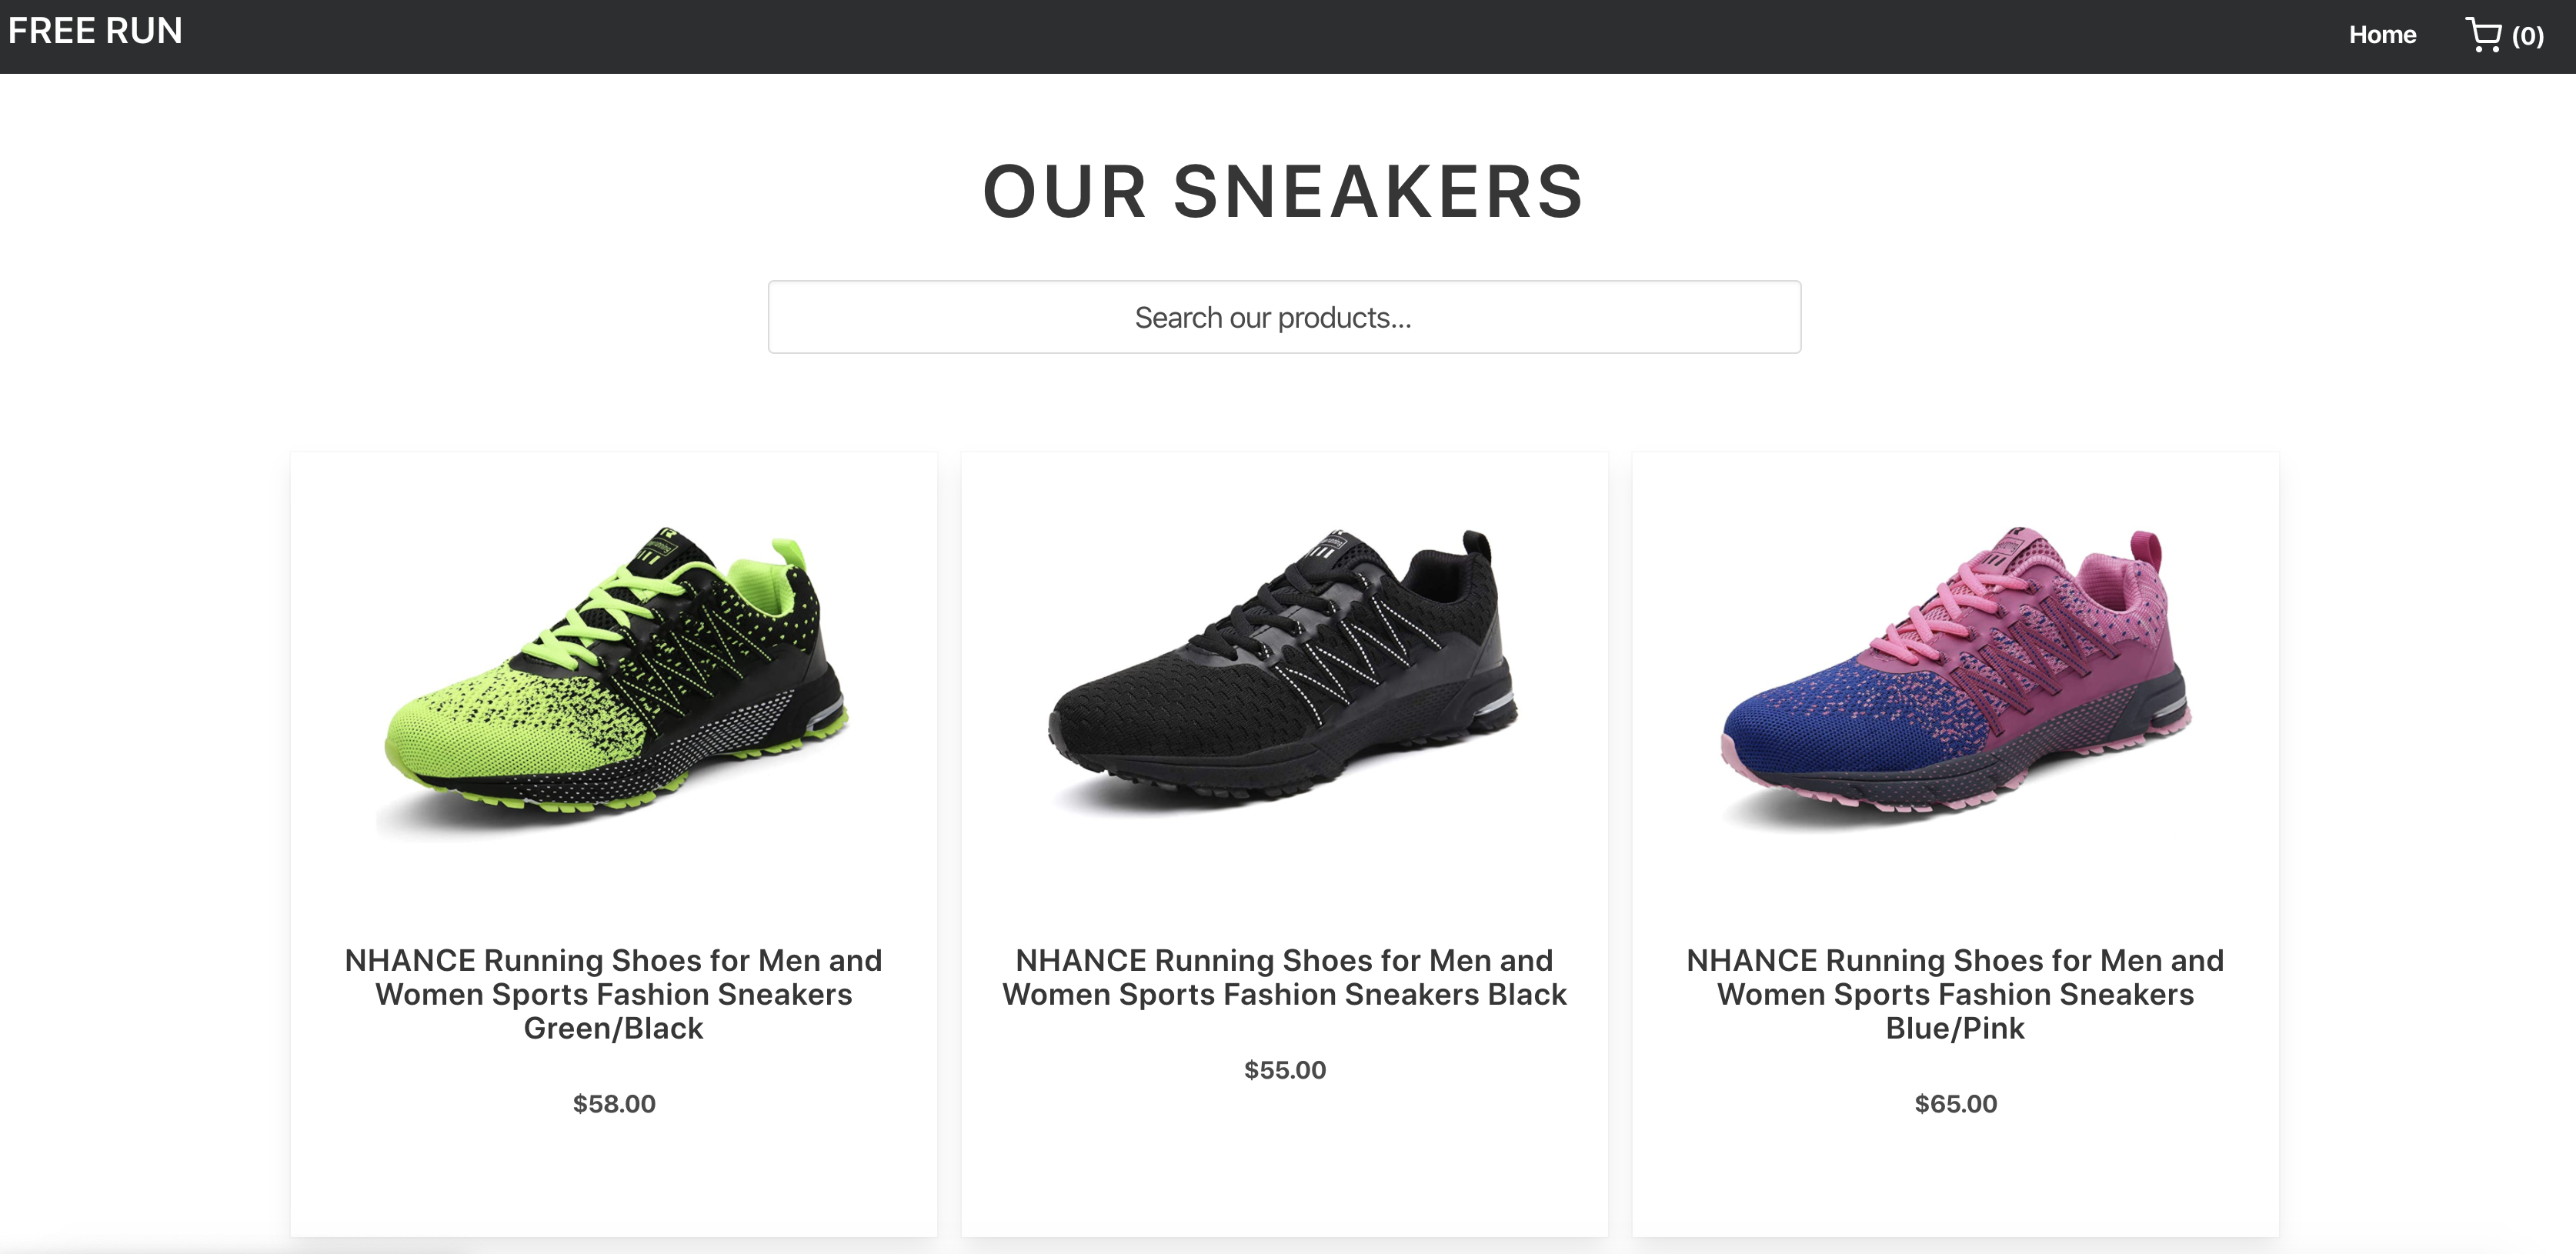 FREE RUN
Home
(0)
OUR SNEAKERS
Search our products...
NHANCE Running Shoes for Men and
Women Sports Fashion Sneakers
Green/Black
$58.00
NHANCE Running Shoes for Men and
Women Sports Fashion Sneakers Black
$55.00
NHANCE Running Shoes for Men and
Women Sports Fashion Sneakers
Blue/Pink
$65.00